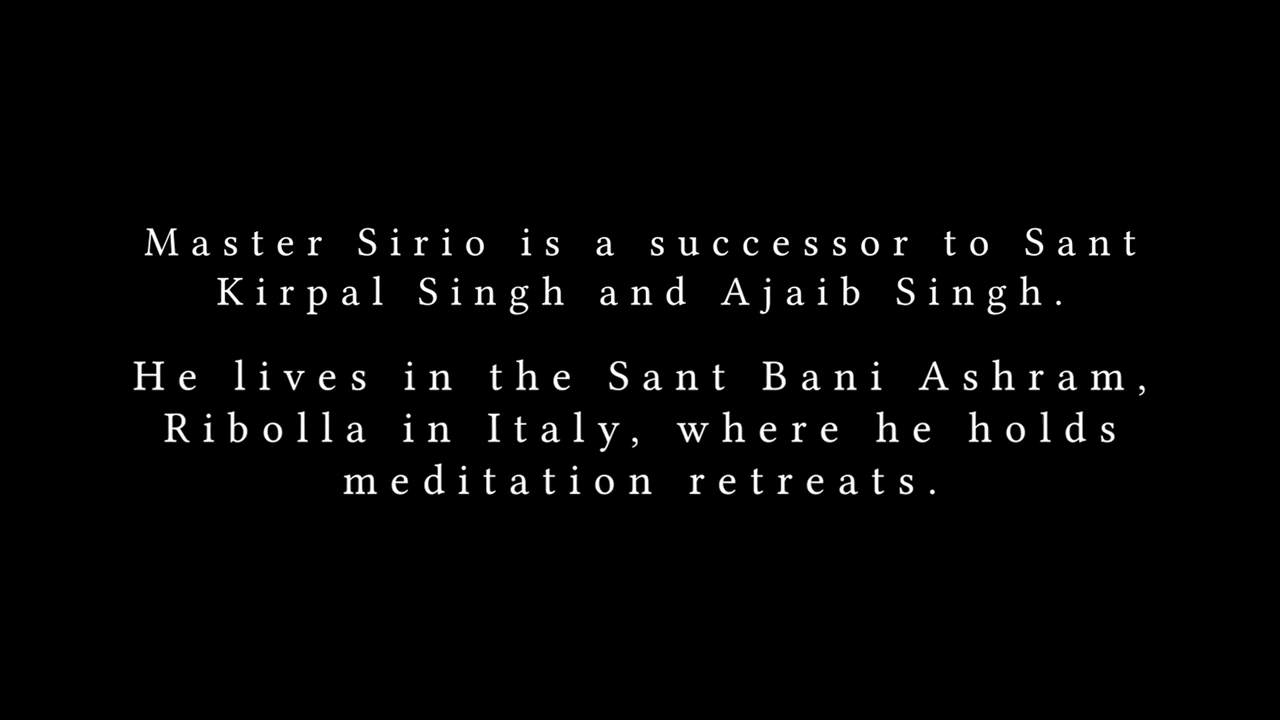 Master Sirio is a successor to Sant
Kirpal Singh and Ajaib Singh.
He lives in the Sant Bani Ashram,
Ribolla in Italy, where he holds
meditation retreats.